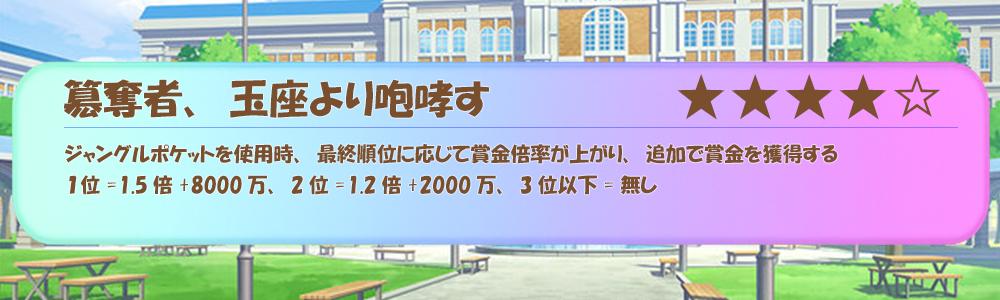 簒奪者、玉座より咆哮す ★★★★☆
ジャングルポケットを使用時、最終順位に応じて賞金倍率が上がり、追加で賞金を獲得する
1位=1.5倍+8000万、2位=1.2倍+2000万、3位以下=無し